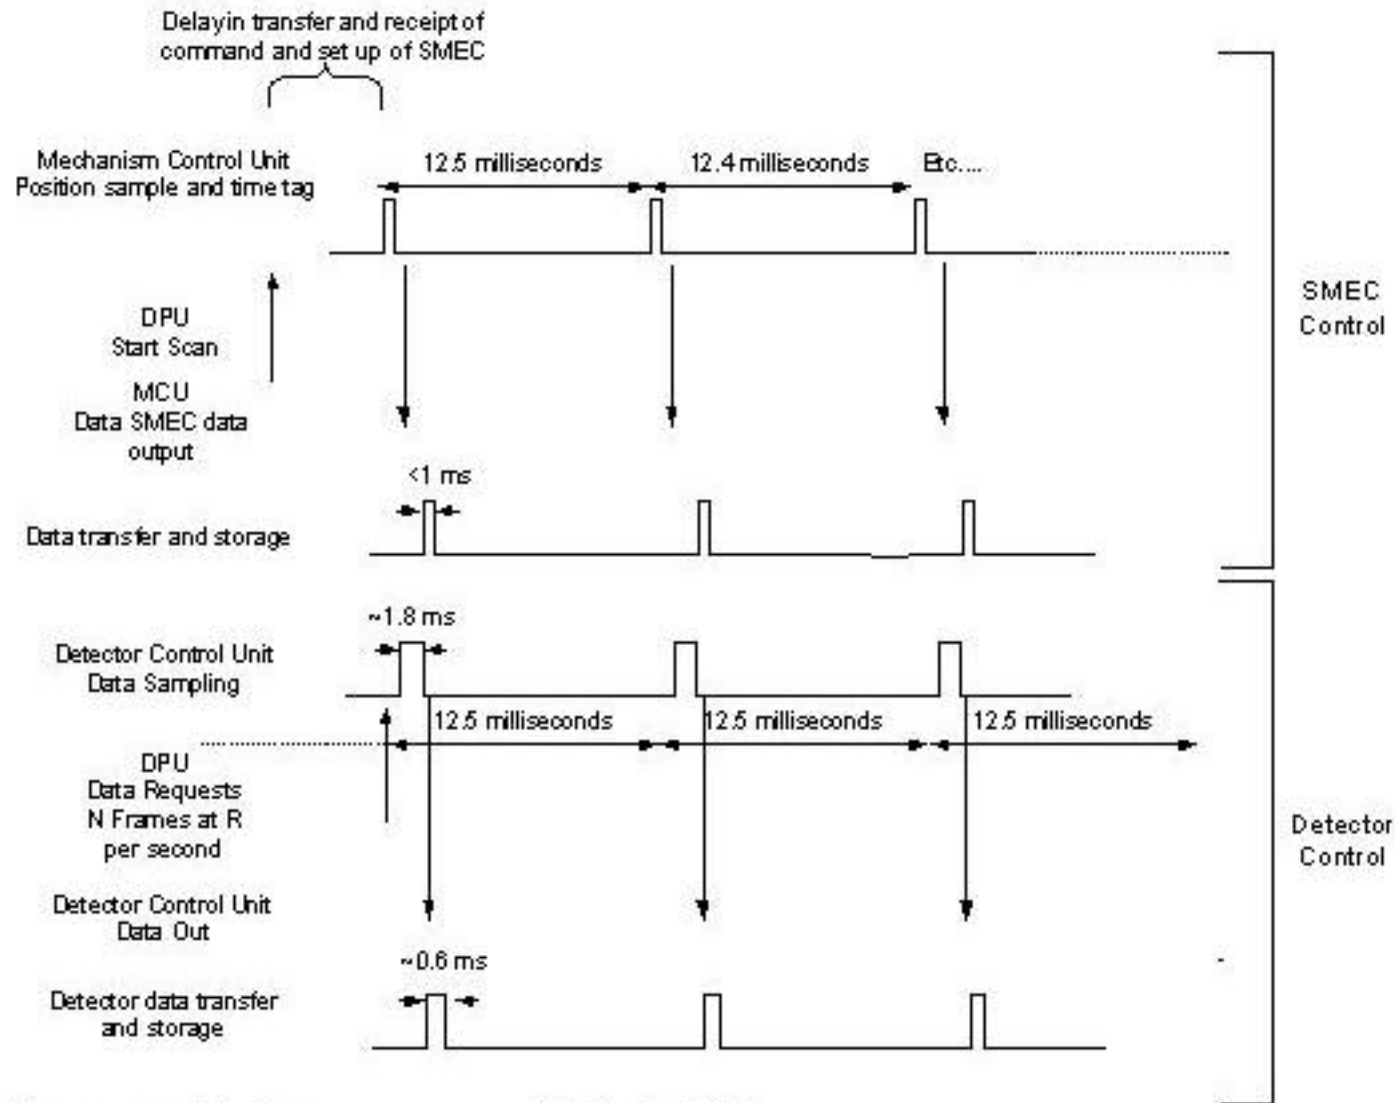 Delayin transfer and receipt of
command and set up of SMEC
Mechanism Control Unit
Position sample and time tag
12.5 milliseconds
12.4 milliseconds
Etc....
DPU
Start Scan
MCU
Data SMEC data
output
SMEC
Control
<1 ms
Data transfer and storage
~1.8 ms
Detector Control Unit
Data Sampling
12.5 milliseconds
12.5 milliseconds
12.5 milliseconds
DPU
Data Requests
N Frames at R
per second
Detector
Control
Detector Control Unit
Data Out
~0.6 ms
Detector data transfer
and storage